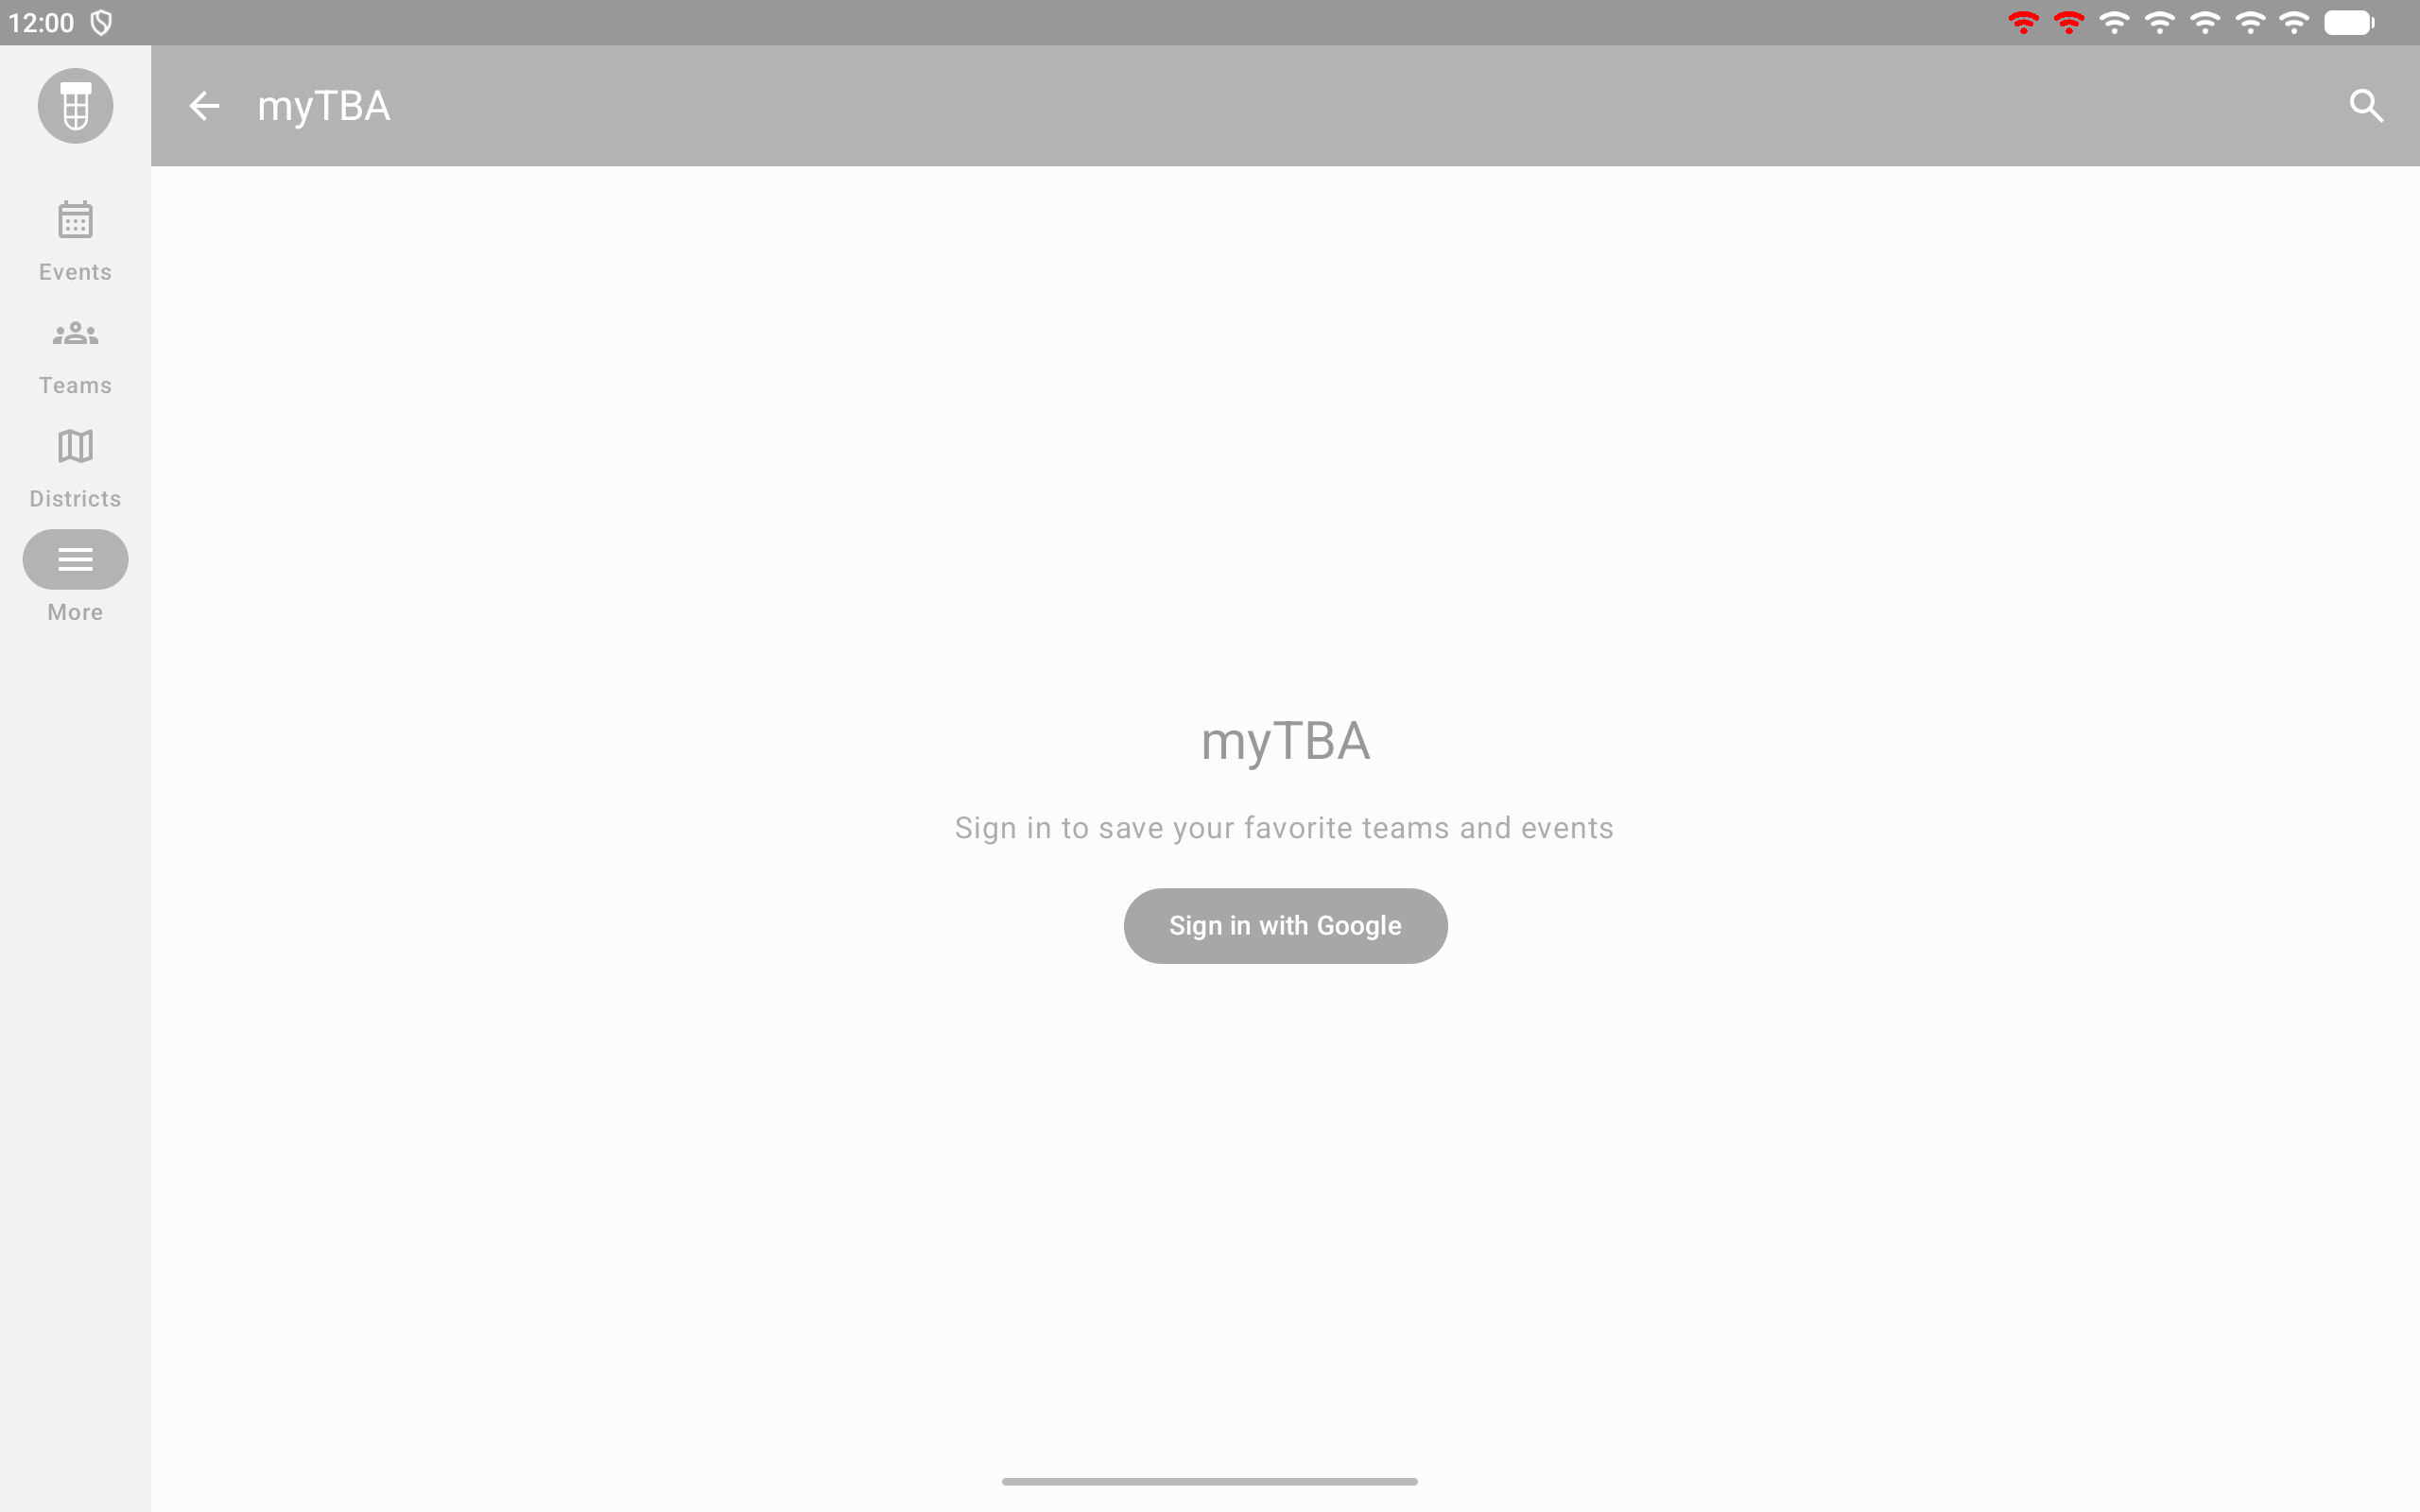 12:00
myTBA
Events
Teams
Districts
More
myTBA
Sign in to save your favorite teams and events
Sign in with Google